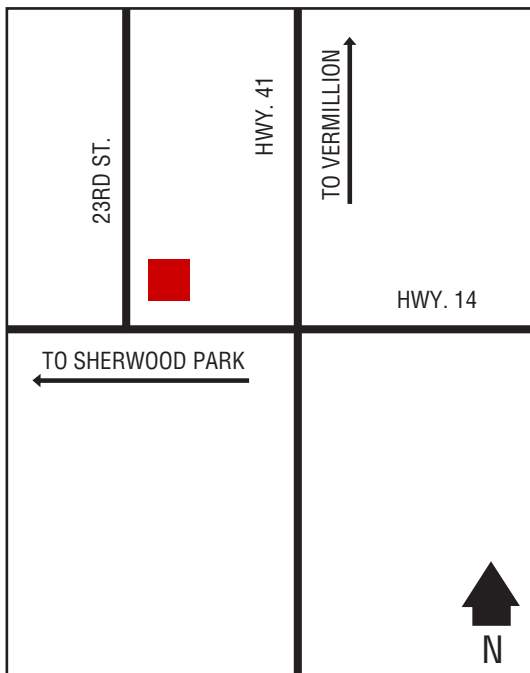 23RD ST.
HWY. 41
TO VERMILLION
HWY. 14
TO SHERWOOD PARK
N